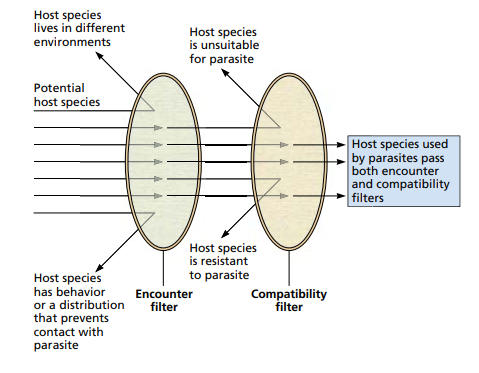 Host species
lives in different
environments
Host species
is unsuitable
for parasite
Potential
host species
Host species used
by parasites pass
both encounter
and compatibility
filters
Host species
is resistant
to parasite
Host species
has behavior
or a distribution
that prevents
contact with
parasite
Encounter
filter
Compatibility
filter